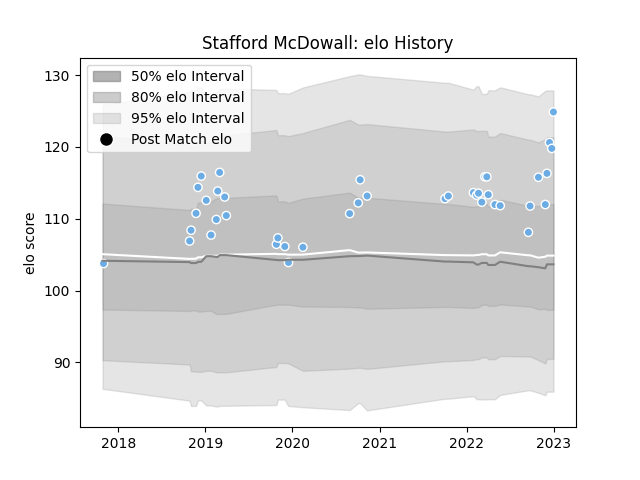 Stafford McDowall: elo History
50% elo Interval
80% elo Interval
95% elo Interval
Post Match elo
elo score
130
120
110
100
90
2018 2019 2020 2021 2022 2023